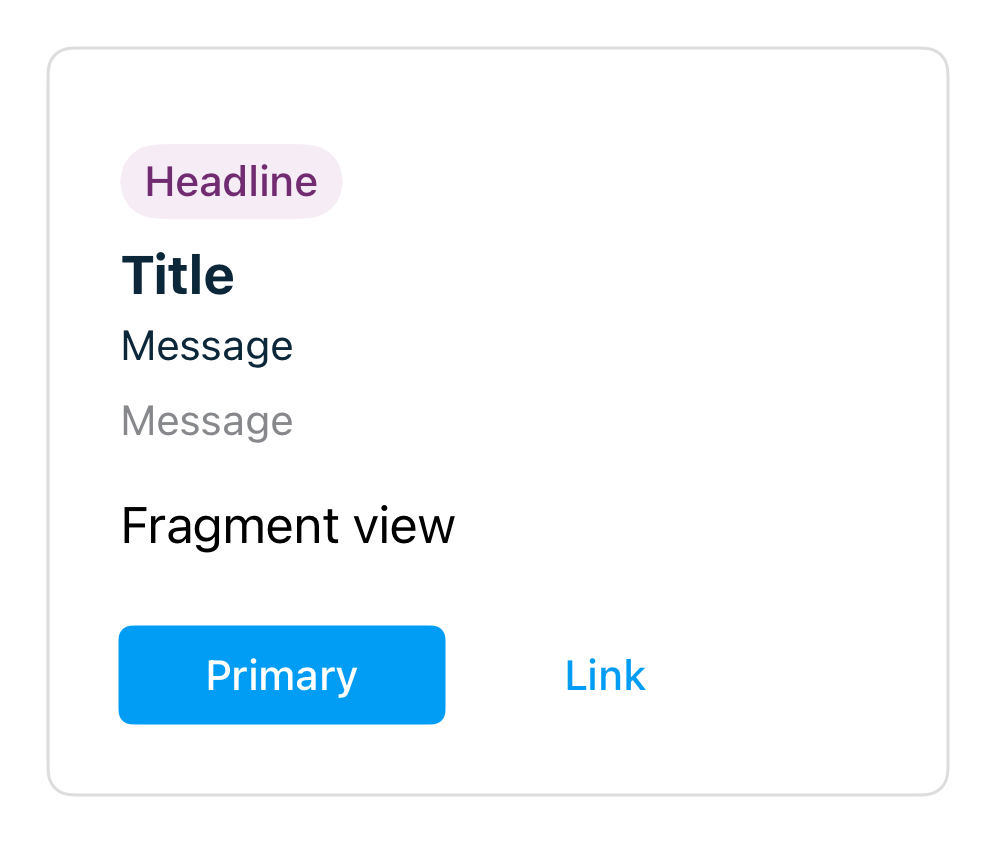 Headline
Title
Message
Message
Fragment view
Primary
Link